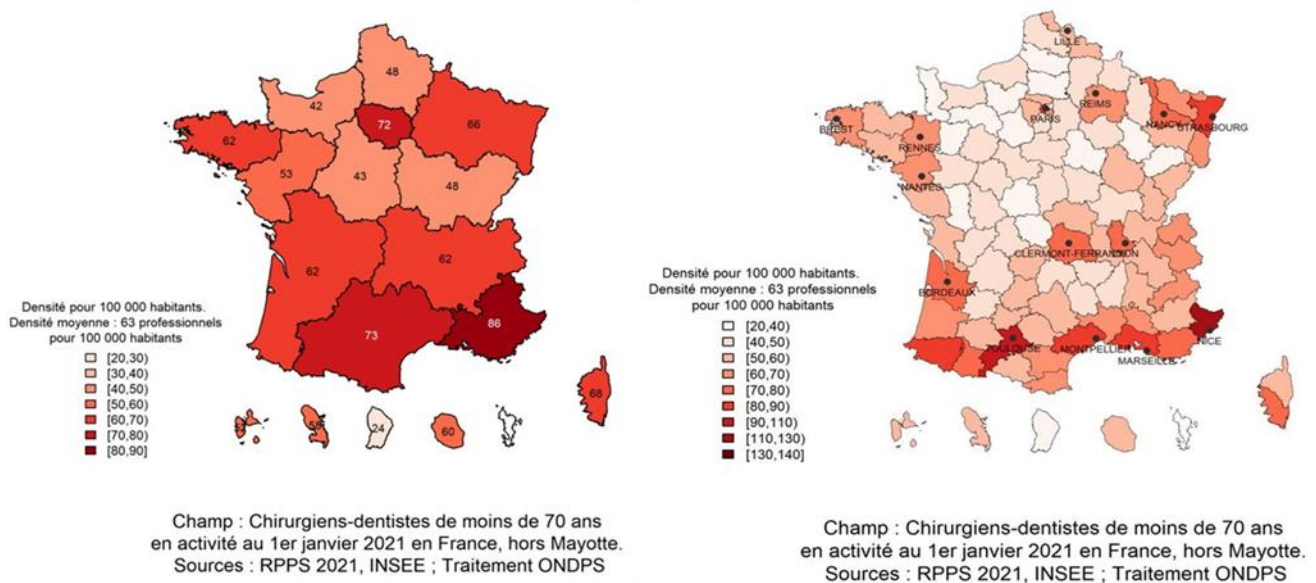 48
42
72
66
62
53
43
48
62
62
73
86
68
58
24
60
Densité pour 100 000 habitants.
Densité moyenne : 63 professionnels
pour 100 000 habitants
[20,30)
[30,40)
[40,50)
[50,60)
[60,70)
[70,80)
[80,90]
Champ : Chirurgiens-dentistes de moins de 70 ans
en activité au 1er janvier 2021 en France, hors Mayotte.
Sources : RPPS 2021, INSEE ; Traitement ONDPS
LILLE
REIMS
PARIS
NANCY
STRASBOURG
BREST
RENNES
NANTES
CLERMONT-FERRAND
LYON
BORDEAUX
TOULOUSE
MONTPELLIER
MARSEILLE
NICE
Densité pour 100 000 habitants.
Densité moyenne : 63 professionnels
pour 100 000 habitants
[20,40)
[40,50)
[50,60)
[60,70)
[70,80)
[80,90)
[90,110)
[110,130)
[130,140]
Champ : Chirurgiens-dentistes de moins de 70 ans
en activité au 1er janvier 2021 en France, hors Mayotte.
Sources : RPPS 2021, INSEE ; Traitement ONDPS